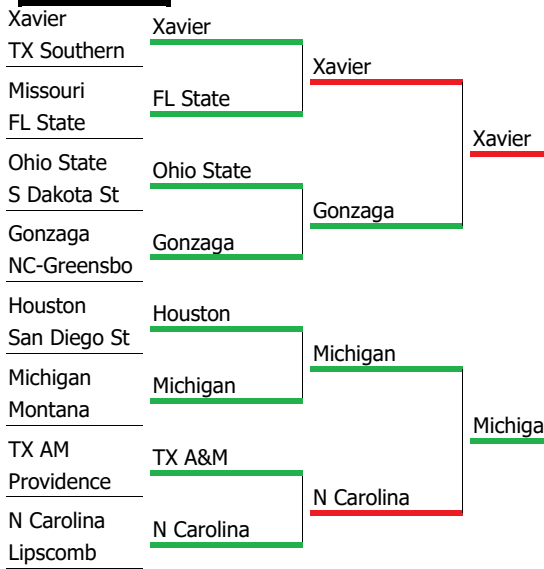 Xavier
TX Southern
Missouri
FL State
Ohio State
S Dakota St
Gonzaga
NC-Greensbo
Houston
San Diego St
Michigan
Montana
TX AM
Providence
N Carolina
Lipscomb
Xavier
FL State
Ohio State
Gonzaga
Houston
Michigan
TX A&M
N Carolina
Xavier
Gonzaga
Michigan
N Carolina
Xavier
Michiga